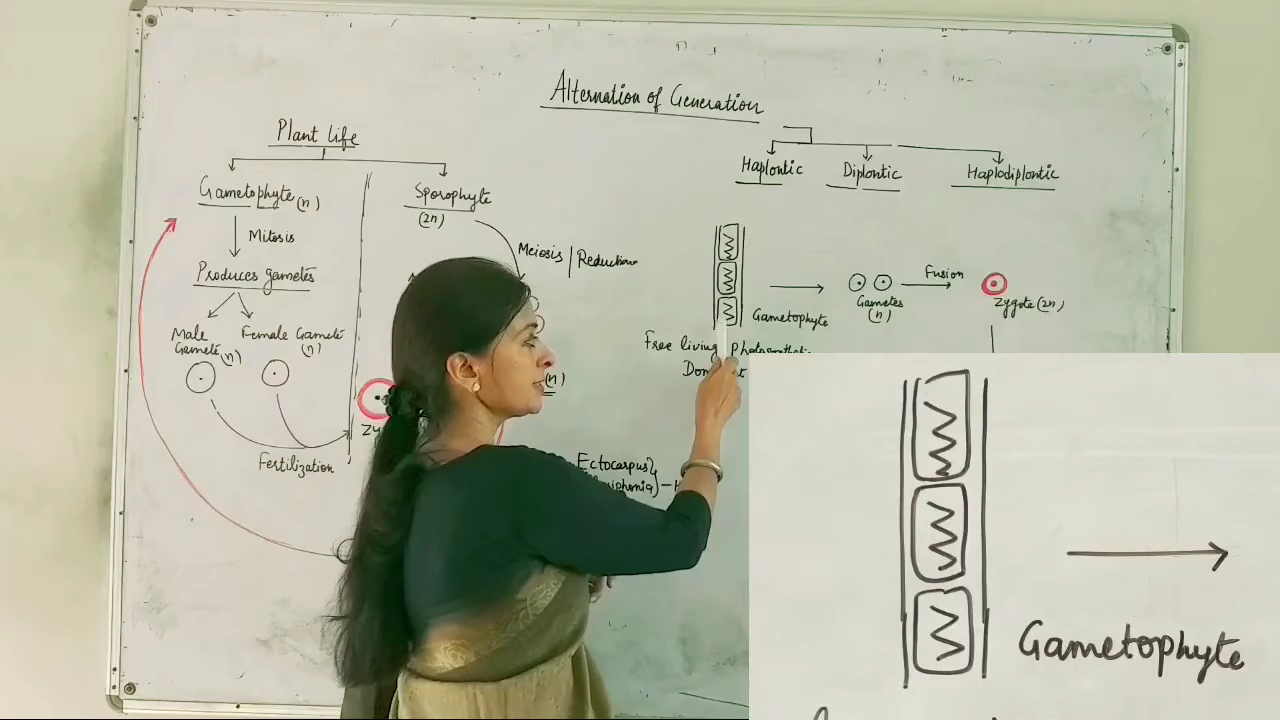 Alternation of Generation
Plant life
Gametophyte (n)
Sporophyte
(2n)
Mitosis
Produces gametes
Male
Gamete (n)
Female Gamete
(n)
Fertilization
Meiosis | Reduction
(n)
Haplontic
Diplontic
Haplodiplontic
Gametophyte
Gametes
(n)
Fusion
Zygote (2n)
Free living
Ectocarpus
Gametophyte